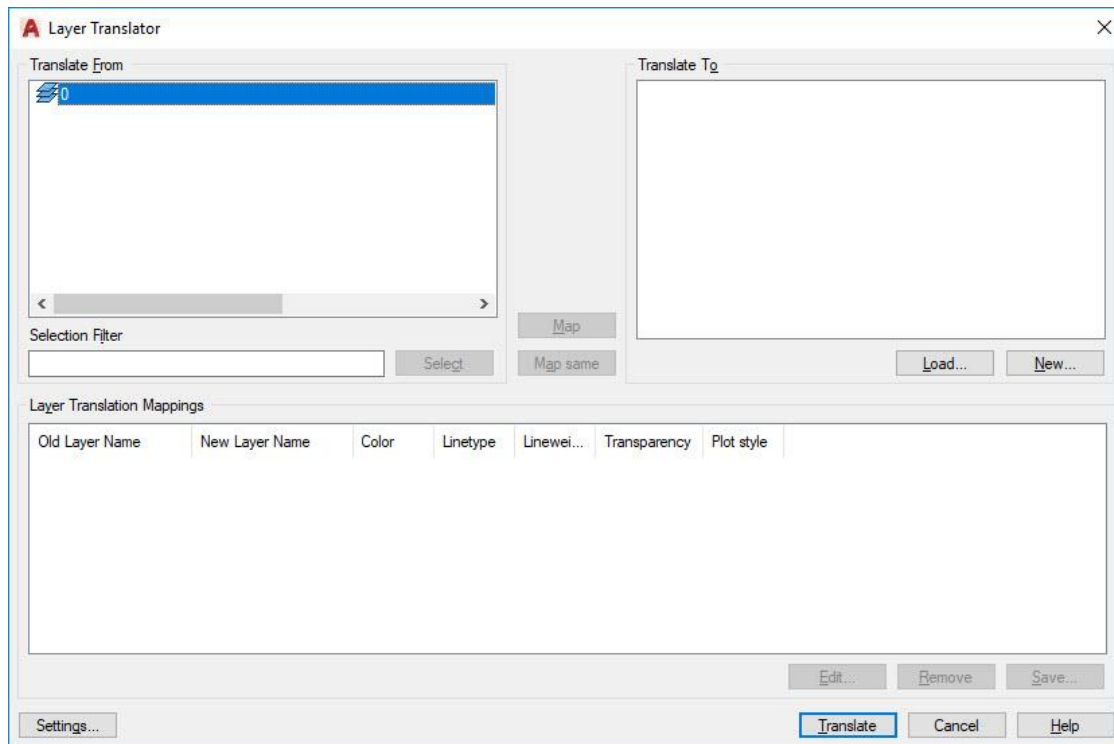 Layer Translator
Translate From
0
Selection Filter
Select
Map
Map same
Translate To
Load...
New...
Layer Translation Mappings
Old Layer Name New Layer Name Color Linetype Linewei... Transparency Plot style
Edit... Remove Save...
Settings... Translate Cancel Help